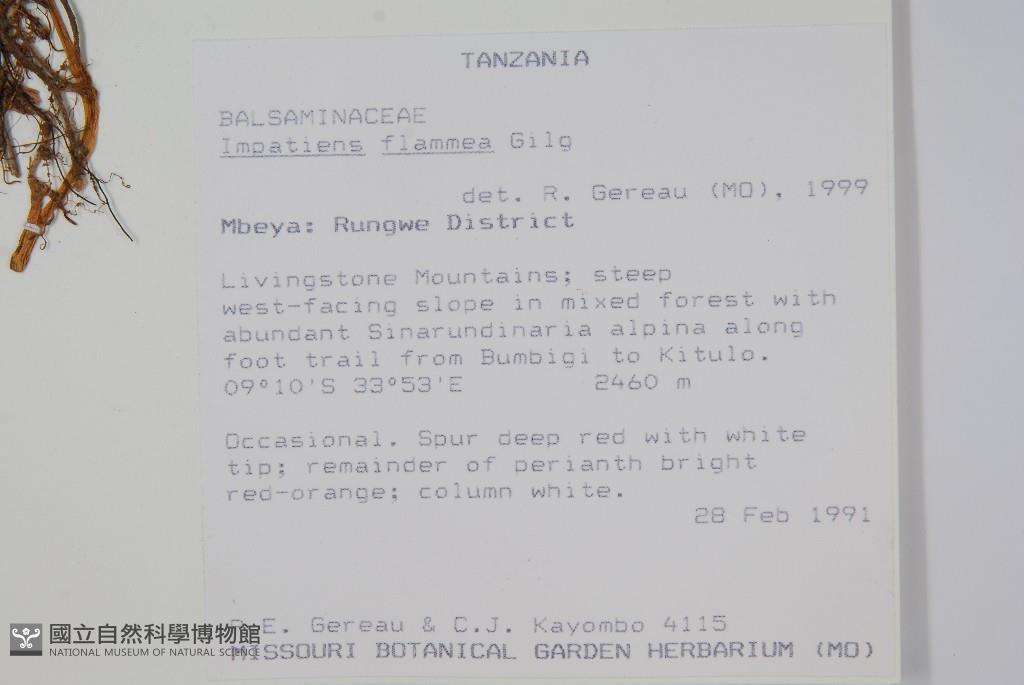 TANZANIA
BALSAMINACEAE
Impatiens flammea Gilg
det. R. Gereau (MO), 1999
Mbeya: Rungwe District
Livingstone Mountains; steep
west-facing slope in mixed forest with
abundant Sinarundinaria alpina along
foot trail from Bumbigi to Kitulo.
09°10'S 33°53'E 2460 m
Occasional. Spur deep red with white
tip; remainder of perianth bright
red-orange; column white.
28 Feb 1991
R.E. Gereau & C.J. Kayombo 4115
MISSOURI BOTANICAL GARDEN HERBARIUM (MO)
國立自然科學博物館
NATIONAL MUSEUM OF NATURAL SCIENCE